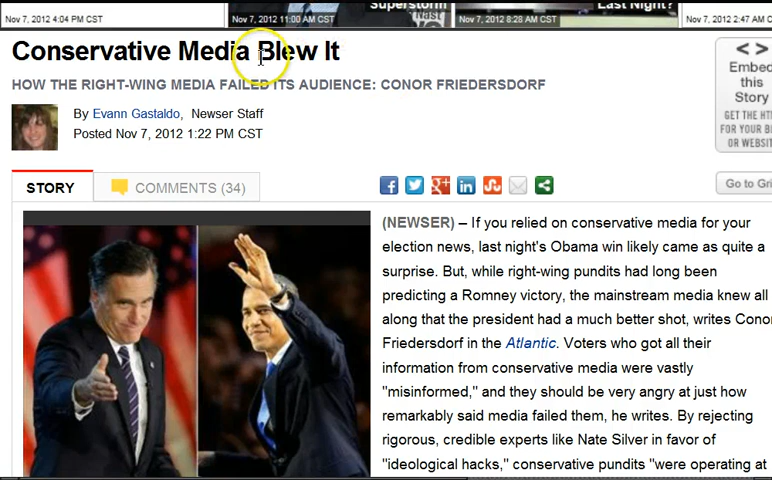 Superstorm
Last Night?
Nov 7, 2012 4:04 PM CST
Nov 7, 2012 11:00 AM CST
Nov 7, 2012 8:28 AM CST
Nov 7, 2012 2:47 AM C
Conservative Media Blew It
HOW THE RIGHT-WING MEDIA FAILED ITS AUDIENCE: CONOR FRIEDERSDORF
By Evann Gastaldo, Newser Staff
Posted Nov 7, 2012 1:22 PM CST
< >
Embed
this
Story
GET THE HT
FOR YOUR B
OR WEBSIT
Go to Gri
STORY
COMMENTS (34)
(NEWSER) – If you relied on conservative media for your
election news, last night's Obama win likely came as quite a
surprise. But, while right-wing pundits had long been
predicting a Romney victory, the mainstream media knew all
along that the president had a much better shot, writes Conor
Friedersdorf in the Atlantic. Voters who got all their
information from conservative media were vastly
"misinformed," and they should be very angry at just how
remarkably said media failed them, he writes. By rejecting
rigorous, credible experts like Nate Silver in favor of
"ideological hacks," conservative pundits "were operating at